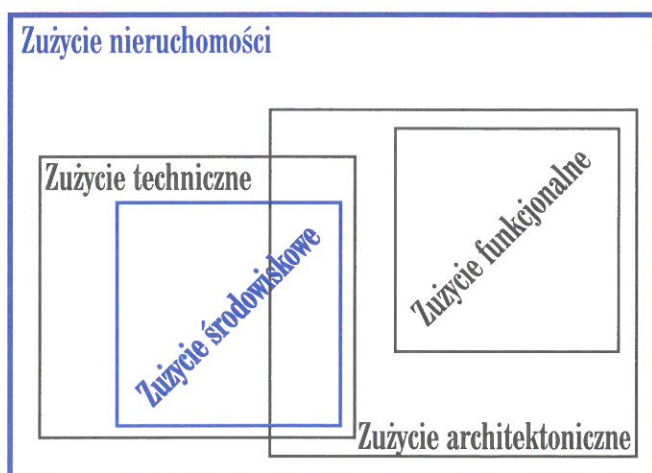 Zużycie nieruchomości
Zużycie techniczne
Zużycie środowiskowe
Zużycie funkcjonalne
Zużycie architektoniczne